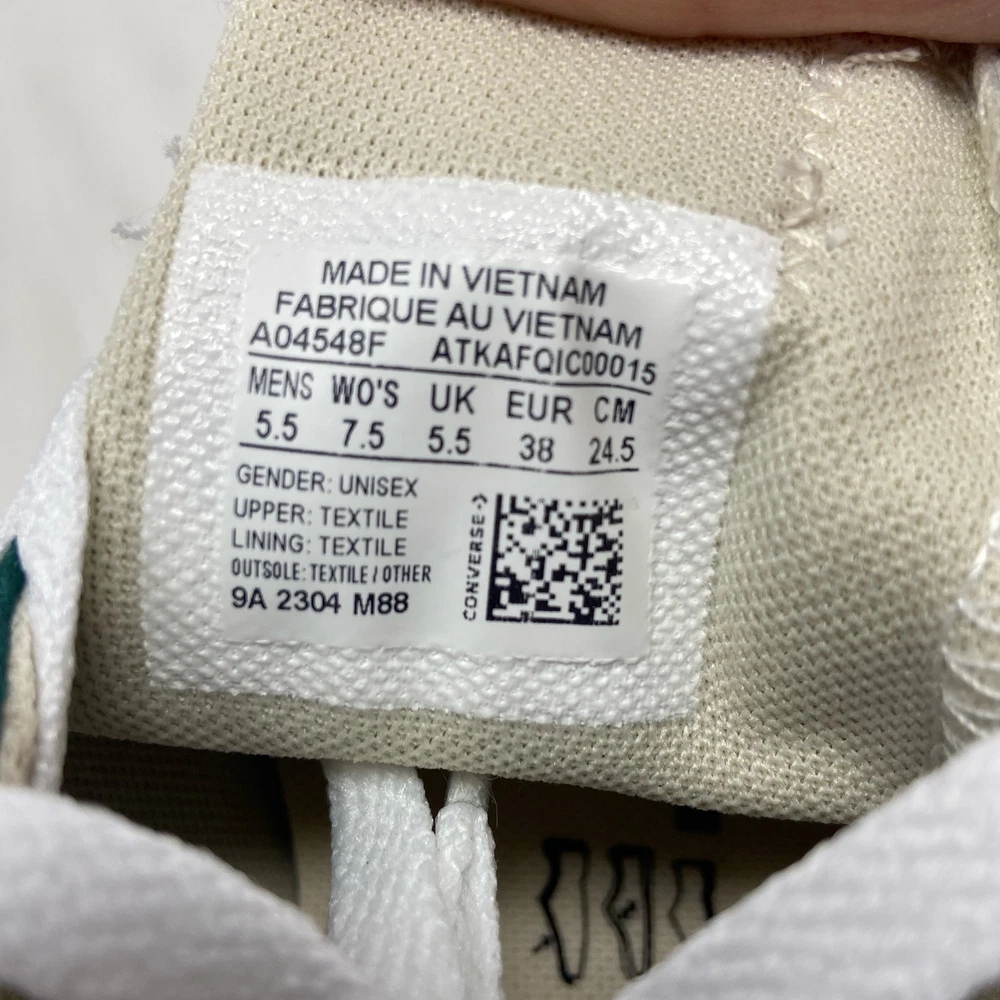 MADE IN VIETNAM
FABRIQUE AU VIETNAM
A04548F ATKAFQIC00015
MENS WO'S UK EUR CM
5.5 7.5 5.5 38 24.5
GENDER: UNISEX
UPPER: TEXTILE
LINING: TEXTILE
OUTSOLE: TEXTILE / OTHER
9A 2304 M88
CONVERSE